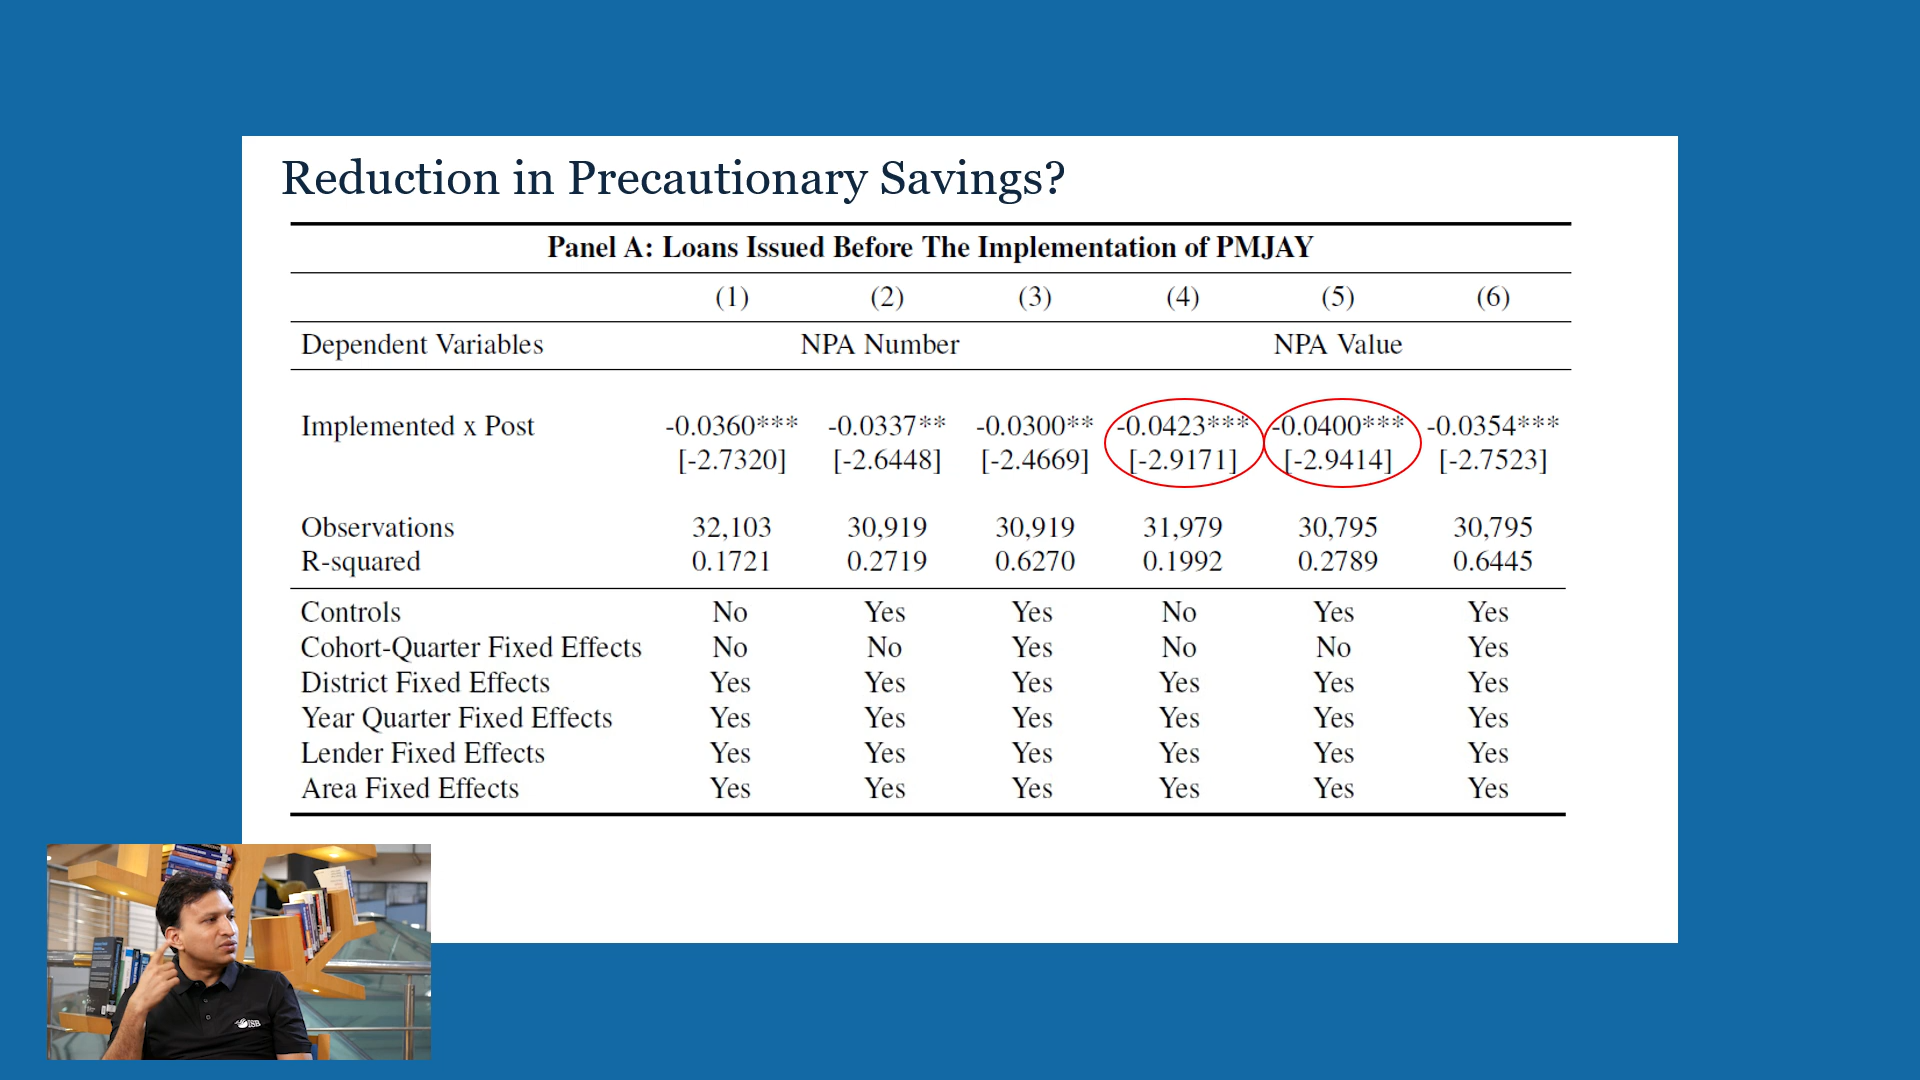 Reduction in Precautionary Savings?
Panel A: Loans Issued Before The Implementation of PMJAY
(1) (2) (3) (4) (5) (6)
Dependent Variables NPA Number NPA Value
Implemented x Post -0.0360*** -0.0337** -0.0300** -0.0423*** -0.0400*** -0.0354***
[-2.7320] [-2.6448] [-2.4669] [-2.9171] [-2.9414] [-2.7523]
Observations 32,103 30,919 30,919 31,979 30,795 30,795
R-squared 0.1721 0.2719 0.6270 0.1992 0.2789 0.6445
Controls No Yes Yes No Yes Yes
Cohort-Quarter Fixed Effects No No Yes No No Yes
District Fixed Effects Yes Yes Yes Yes Yes Yes
Year Quarter Fixed Effects Yes Yes Yes Yes Yes Yes
Lender Fixed Effects Yes Yes Yes Yes Yes Yes
Area Fixed Effects Yes Yes Yes Yes Yes Yes
ISB